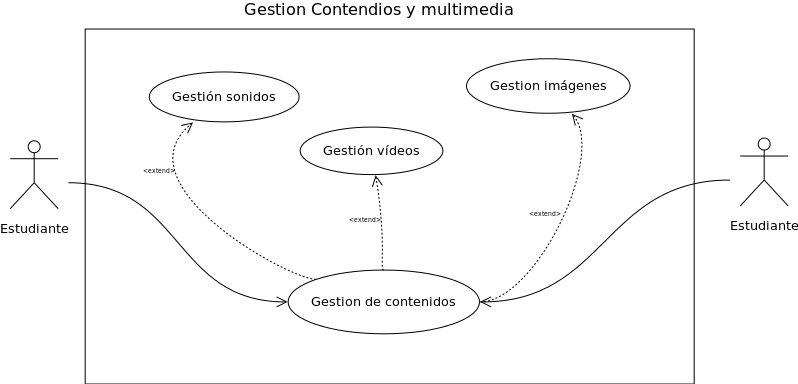 Gestion Contendios y multimedia
Gestión sonidos
Gestion imágenes
Gestión vídeos
<extend>
<extend>
<extend>
Estudiante
Estudiante
Gestion de contenidos